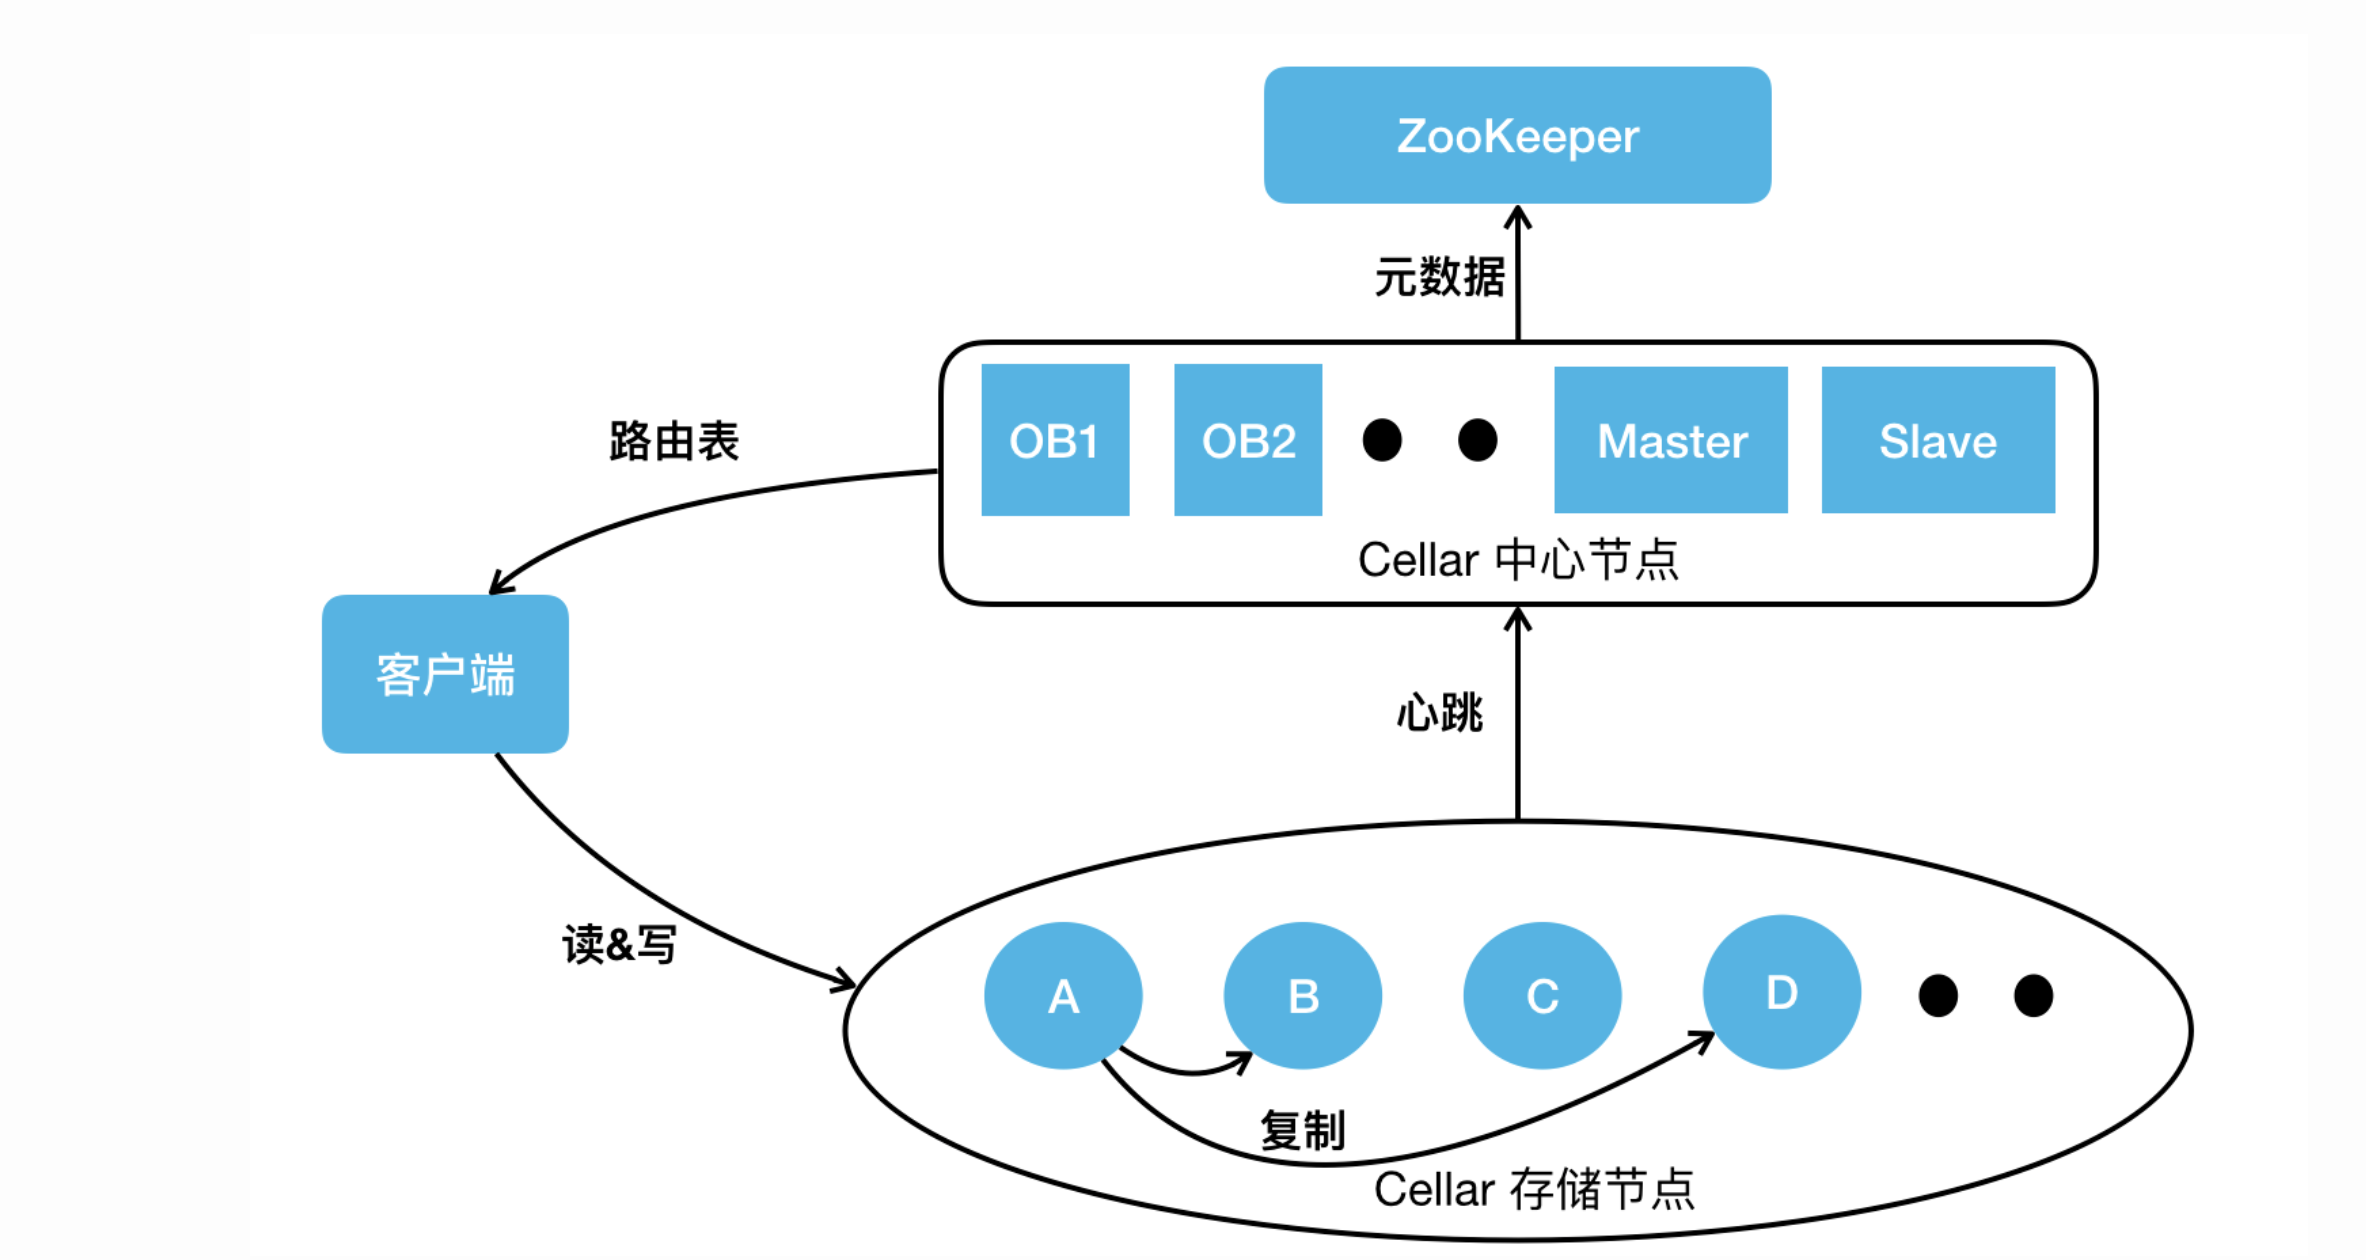 ZooKeeper
元数据
OB1 OB2 Master Slave
Cellar 中心节点
路由表
客户端
心跳
读&写
A B C D
复制
Cellar 存储节点